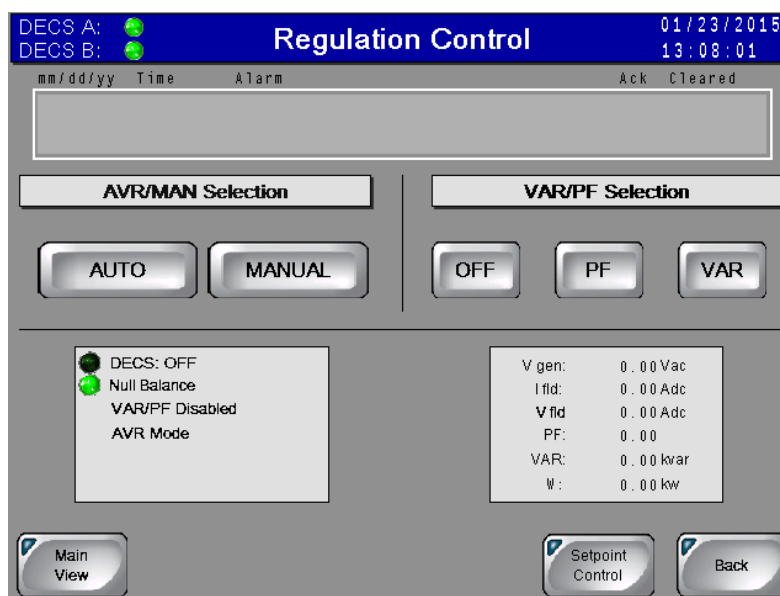 DECS A:
DECS B:
Regulation Control
01/23/2015
13:08:01
mm/dd/yy Time Alarm Ack Cleared
AVR/MAN Selection
VAR/PF Selection
AUTO
MANUAL
OFF
PF
VAR
DECS: OFF
Null Balance
VAR/PF Disabled
AVR Mode
V gen: 0.00 Vac
I fld: 0.00 Adc
V fld 0.00 Adc
PF: 0.00
VAR: 0.00 kvar
W: 0.00 kw
Main
View
Setpoint
Control
Back